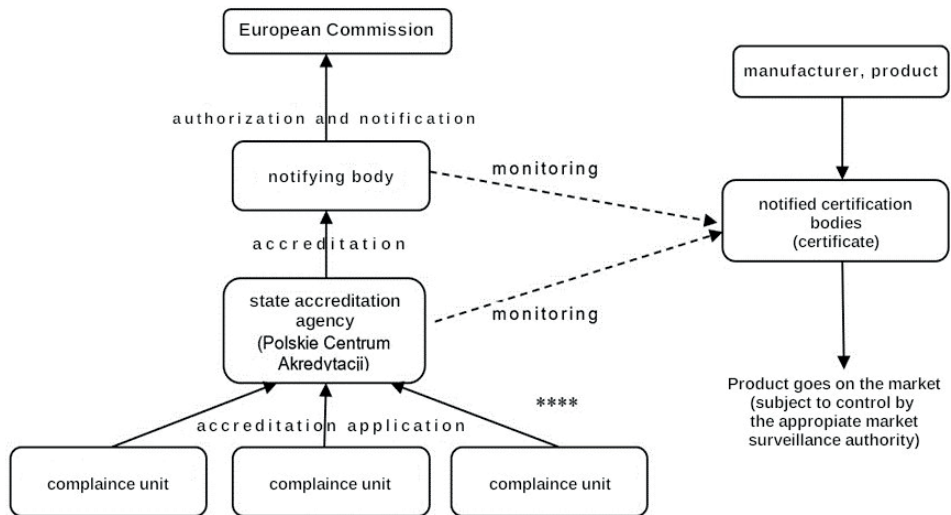 European Commission
manufacturer, product
authorization and notification
notifying body
monitoring
notified certification
bodies
(certificate)
accreditation
state accreditation
agency
(Polskie Centrum
Akredytacji)
monitoring
Product goes on the market
(subject to control by
the appropiate market
surveillance authority)
****
accreditation application
complaince unit
complaince unit
complaince unit